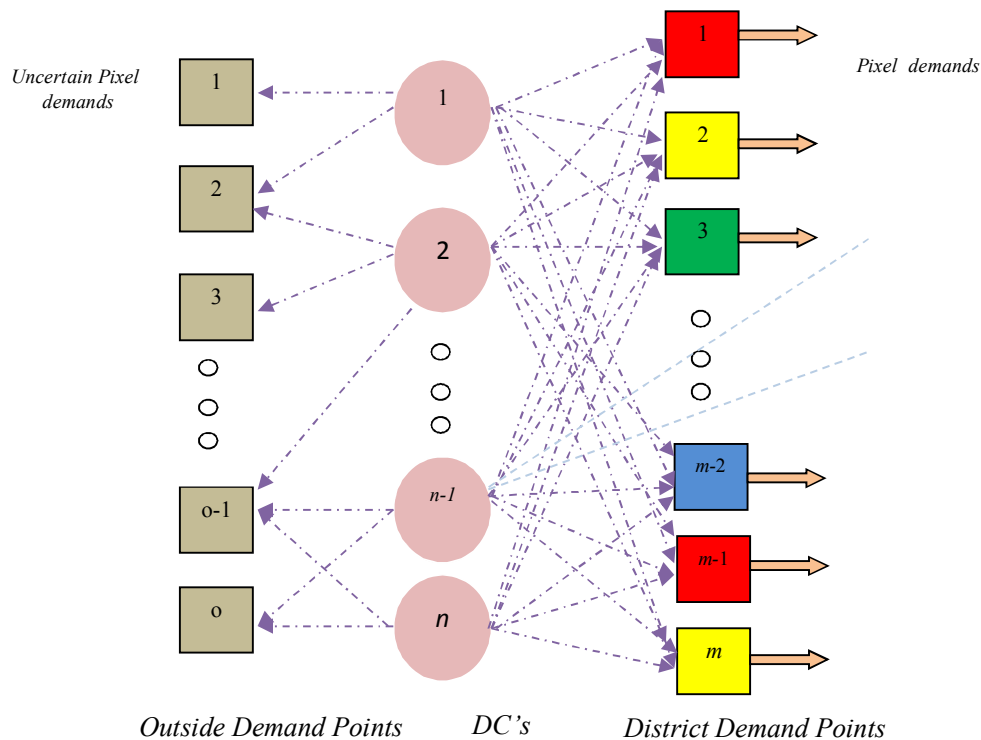 Uncertain Pixel
demands
1
2
3
o-1
o
1
2
n-1
n
1
2
3
m-2
m-1
m
Pixel demands
Outside Demand Points
DC's
District Demand Points